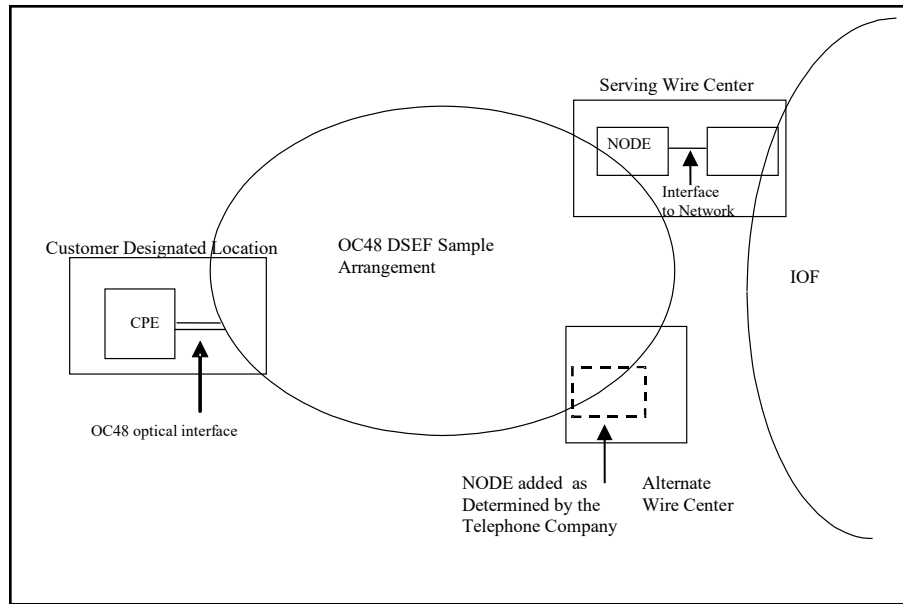 Serving Wire Center
NODE
Interface
to Network
OC48 DSEF Sample
Arrangement
Customer Designated Location
IOF
CPE
OC48 optical interface
NODE added as
Determined by the
Telephone Company
Alternate
Wire Center